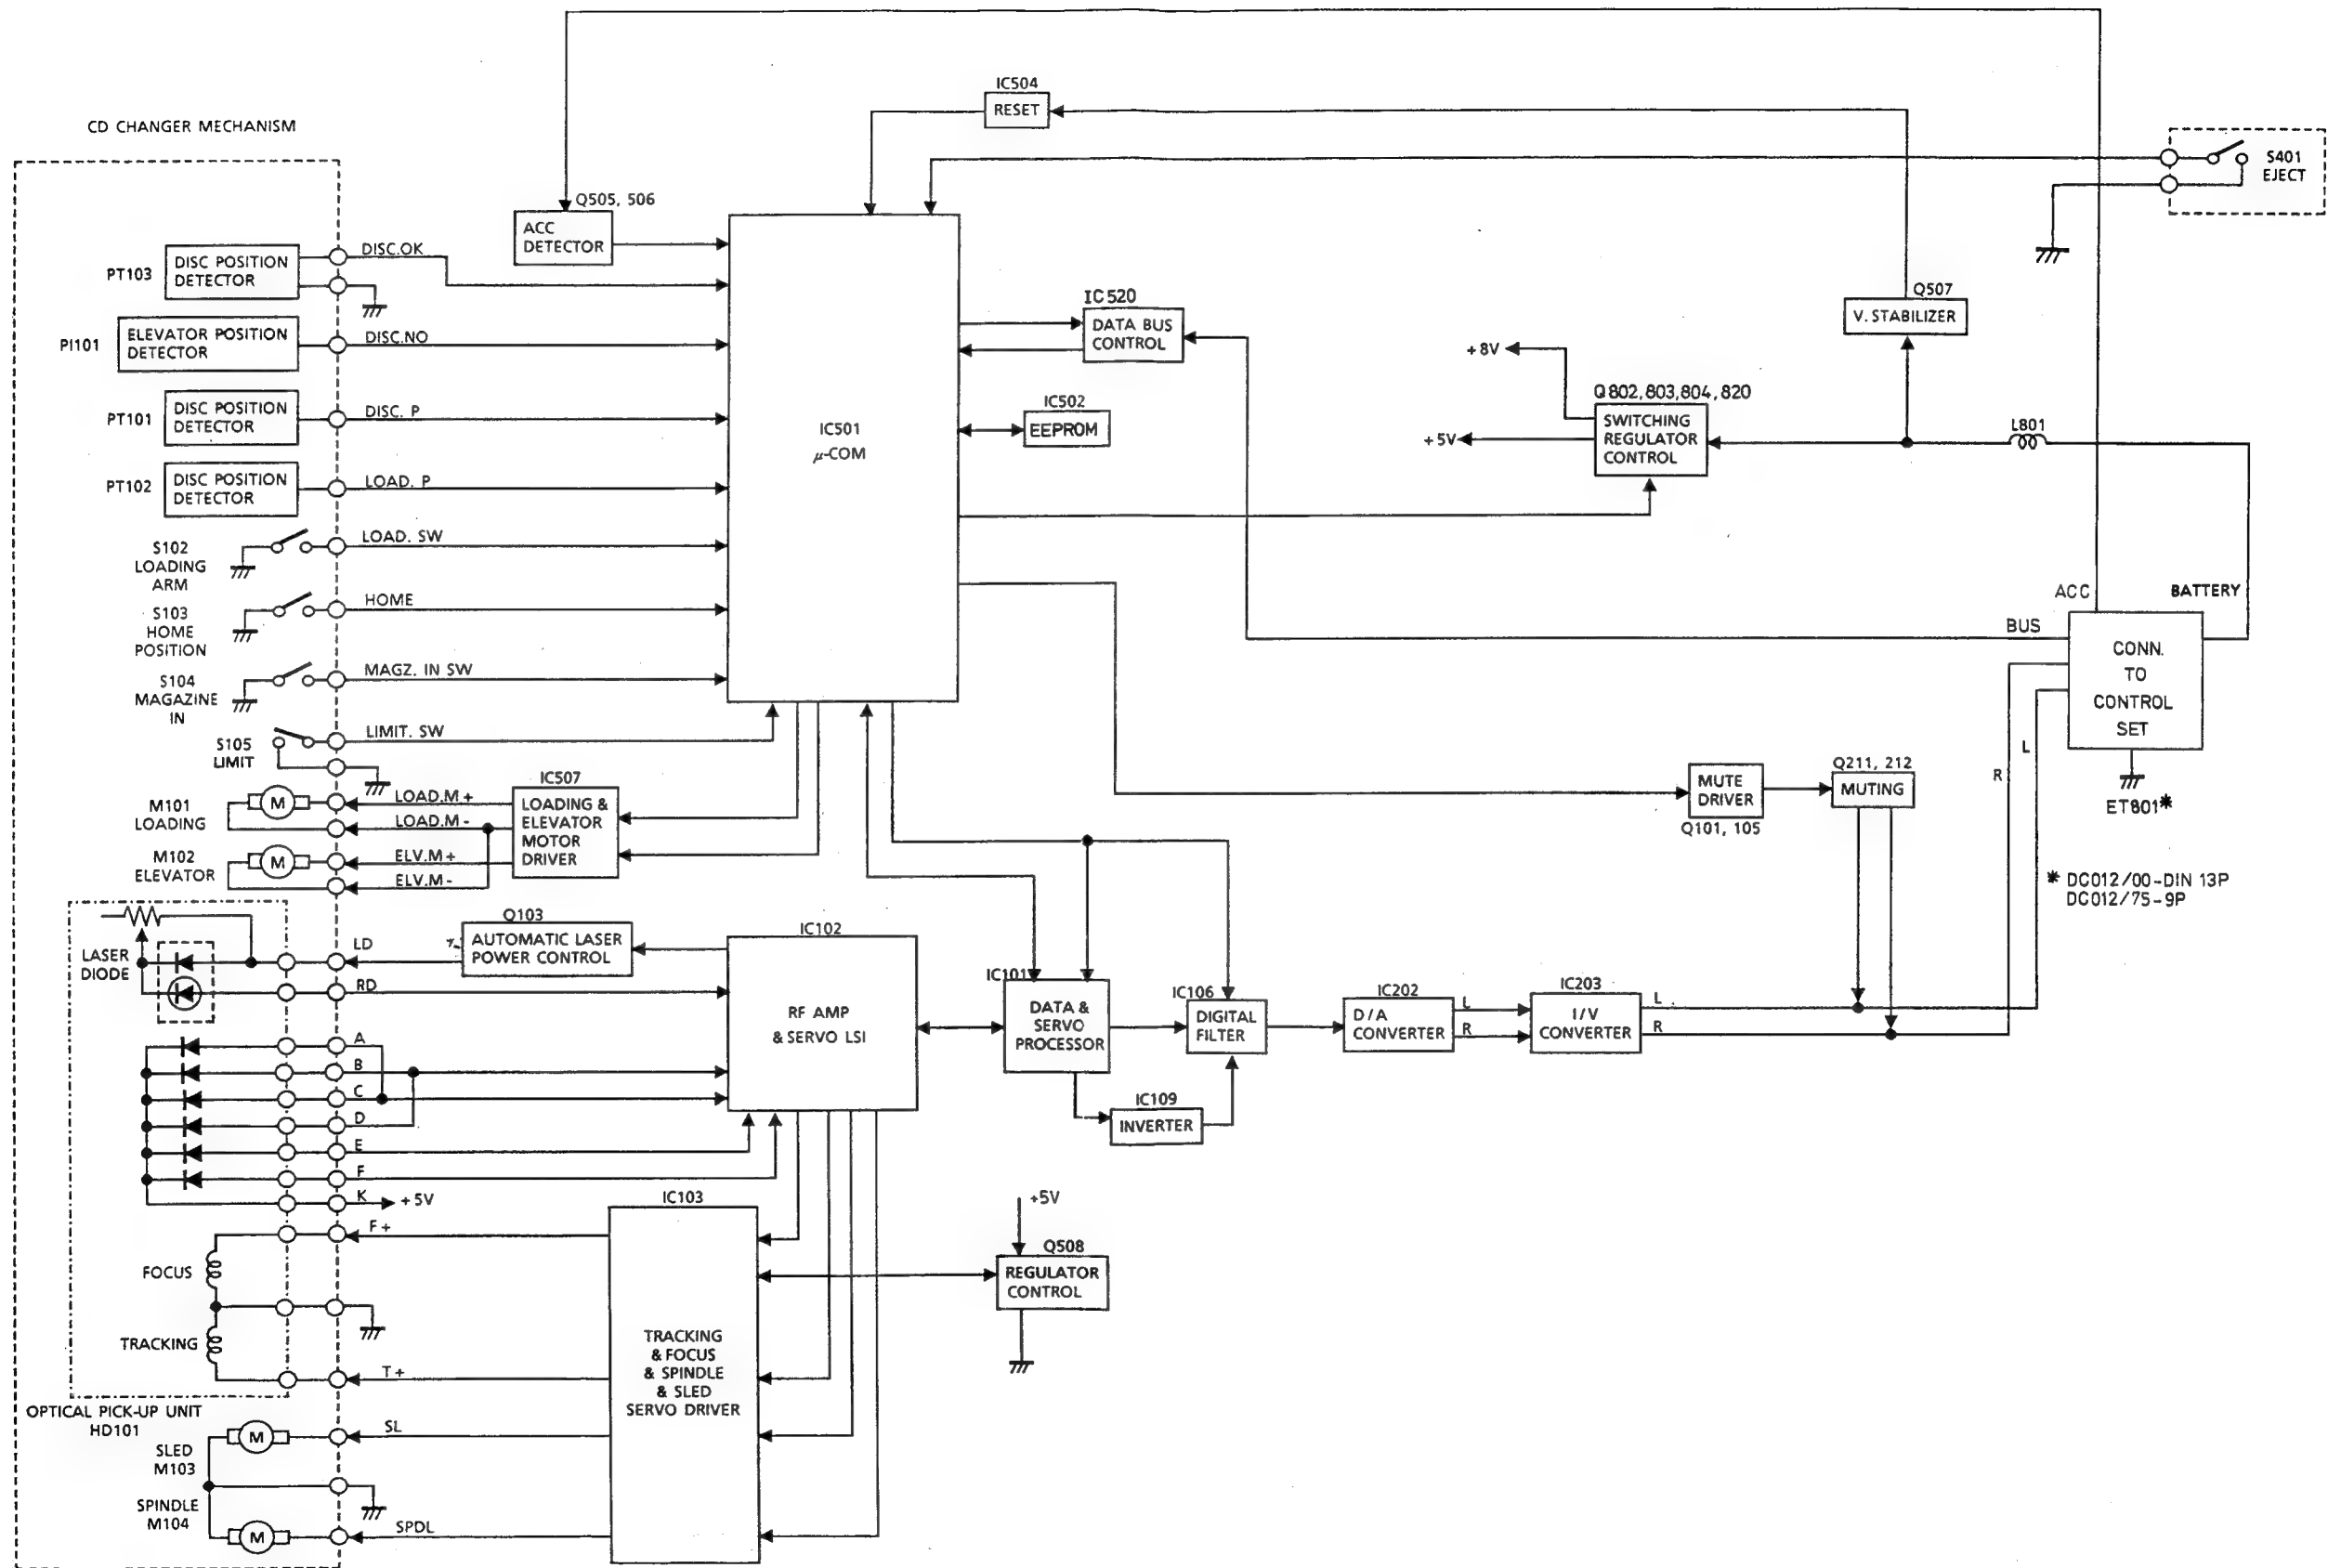 CD CHANGER MECHANISM
IC504
RESET
S401
EJECT
Q505, 506
ACC
DETECTOR
PT103
DISC POSITION
DETECTOR
DISC.OK
PI101
ELEVATOR POSITION
DETECTOR
DISC.NO
PT101
DISC POSITION
DETECTOR
DISC. P
PT102
DISC POSITION
DETECTOR
LOAD. P
S102
LOADING
ARM
LOAD. SW
S103
HOME
POSITION
HOME
S104
MAGAZINE
IN
MAGZ. IN SW
S105
LIMIT
LIMIT. SW
IC501
μ-COM
IC520
DATA BUS
CONTROL
IC502
EEPROM
Q507
V. STABILIZER
+8V
+5V
Q802,803,804,820
SWITCHING
REGULATOR
CONTROL
L801
ACC
BATTERY
BUS
CONN.
TO
CONTROL
SET
L
R
ET801*
* DC012/00-DIN 13P
DC012/75-9P
M101
LOADING
M
LOAD.M +
LOAD.M -
M102
ELEVATOR
M
ELV.M +
ELV.M -
IC507
LOADING &
ELEVATOR
MOTOR
DRIVER
MUTE
DRIVER
Q101, 105
Q211, 212
MUTING
LASER
DIODE
LD
RD
Q103
AUTOMATIC LASER
POWER CONTROL
IC102
RF AMP
& SERVO LSI
IC101
DATA &
SERVO
PROCESSOR
IC106
DIGITAL
FILTER
IC109
INVERTER
IC202
D/A
CONVERTER
L
R
IC203
I/V
CONVERTER
L
R
A
B
C
D
E
F
K
+5V
F+
FOCUS
TRACKING
T+
OPTICAL PICK-UP UNIT
HD101
IC103
TRACKING
& FOCUS
& SPINDLE
& SLED
SERVO DRIVER
+5V
Q508
REGULATOR
CONTROL
SLED
M103
M
SL
SPINDLE
M104
M
SPDL